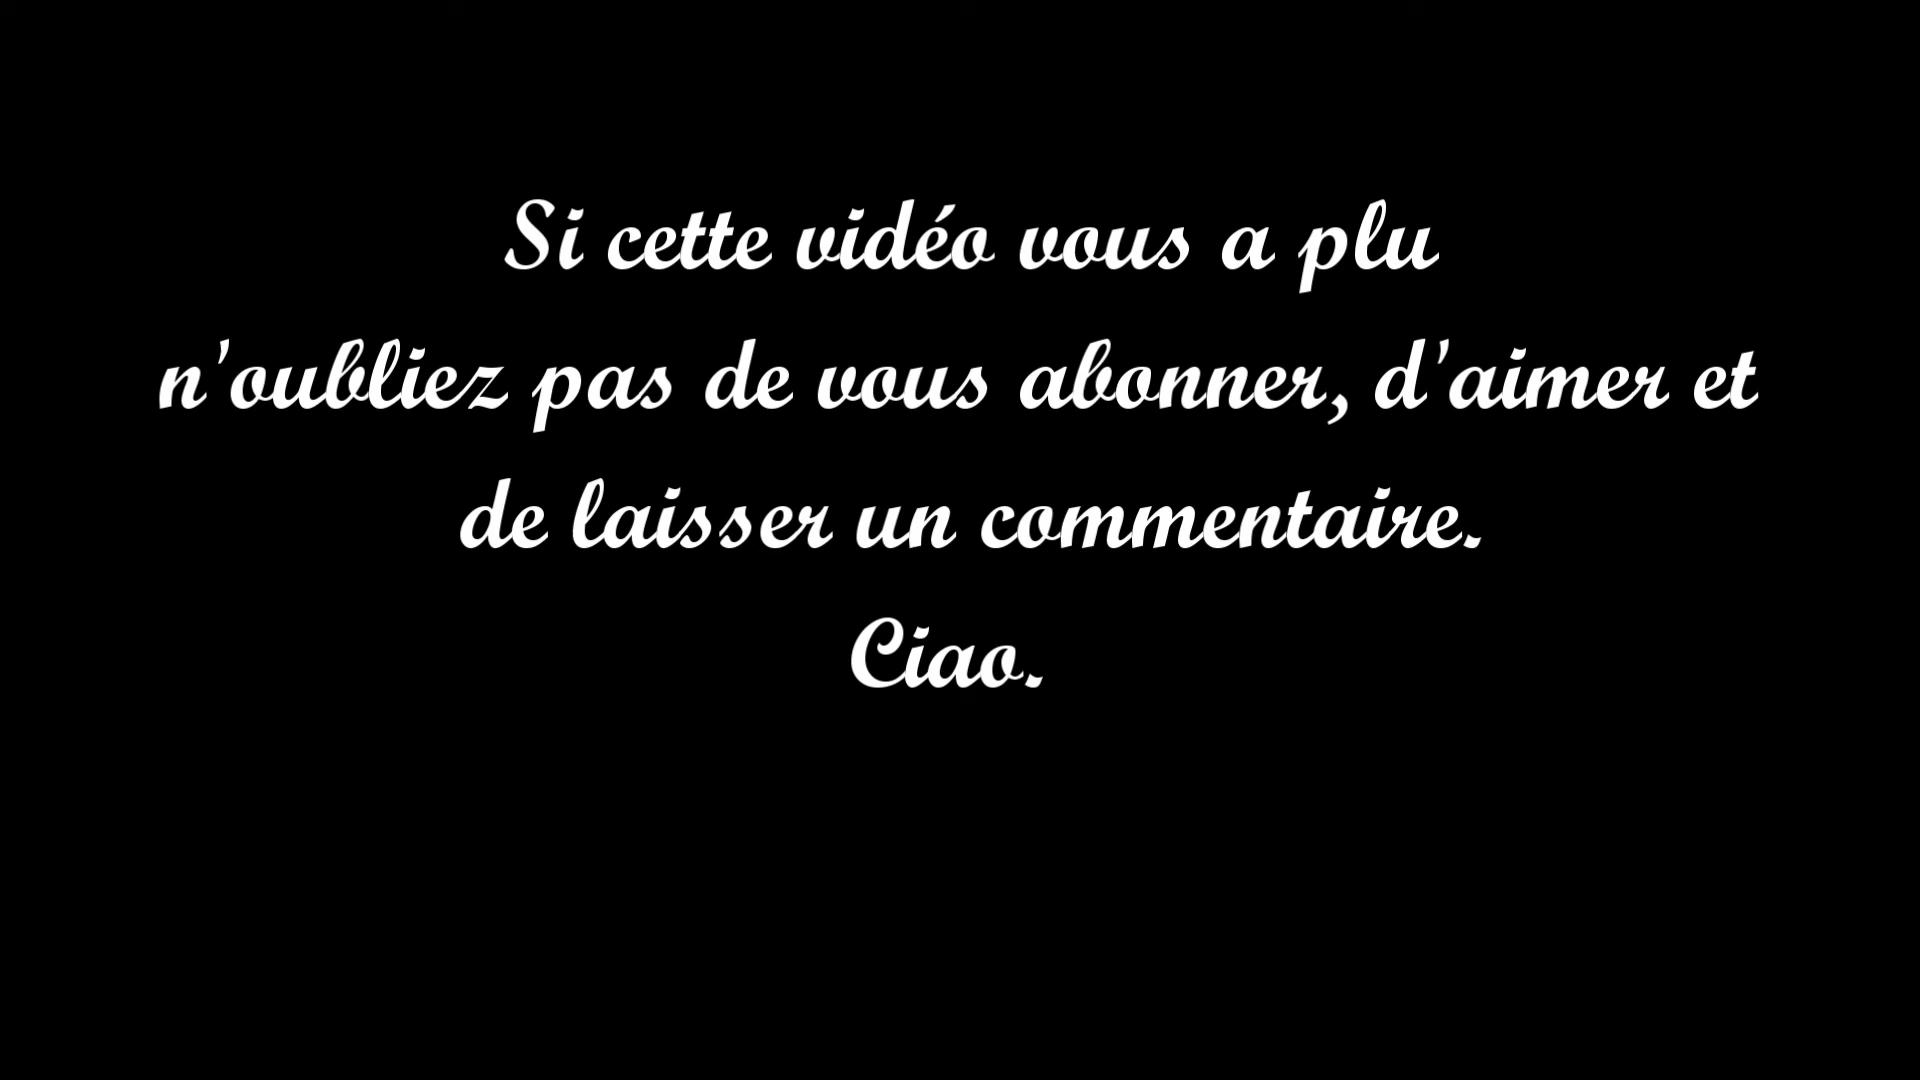 Si cette vidéo vous a plu
n'oubliez pas de vous abonner, d'aimer et
de laisser un commentaire.
Ciao.